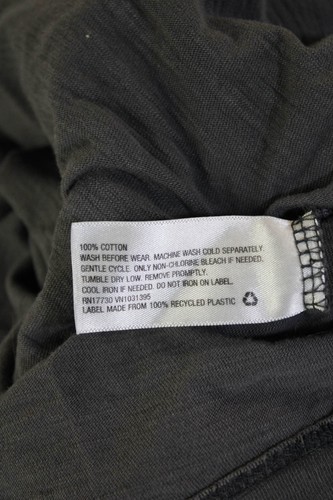 100% COTTON
WASH BEFORE WEAR. MACHINE WASH COLD SEPARATELY.
GENTLE CYCLE. ONLY NON-CHLORINE BLEACH IF NEEDED.
TUMBLE DRY LOW. REMOVE PROMPTLY.
COOL IRON IF NEEDED. DO NOT IRON ON LABEL.
RN17730 VN1031395
LABEL MADE FROM 100% RECYCLED PLASTIC